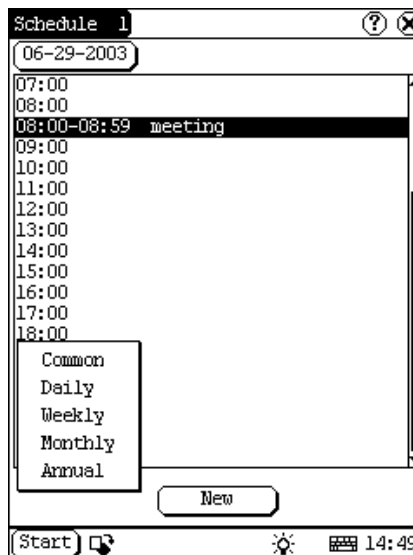 Schedule 1
?
06-29-2003
07:00
08:00
08:00-08:59 meeting
09:00
10:00
11:00
12:00
13:00
14:00
15:00
16:00
17:00
18:00
Common
Daily
Weekly
Monthly
Annual
New
Start 14:49